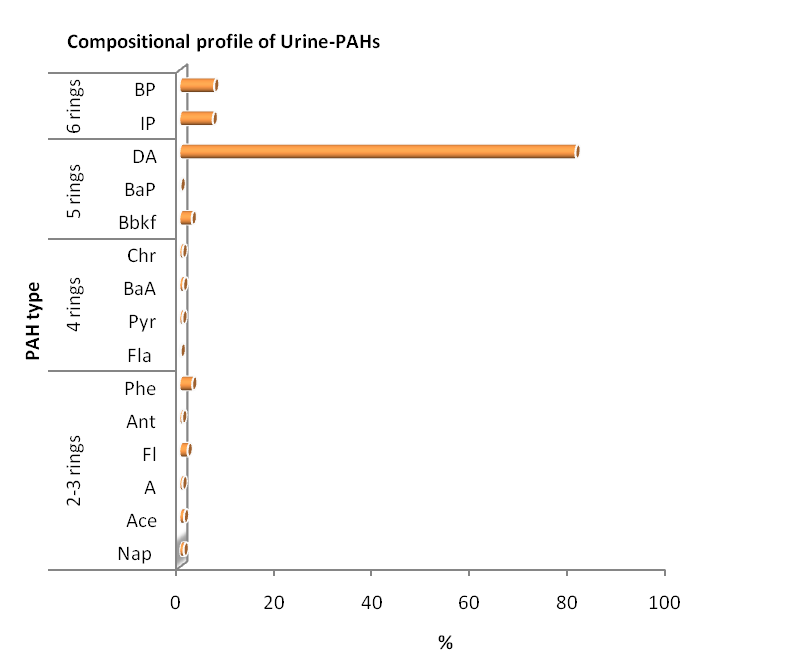 Compositional profile of Urine-PAHs
PAH type
6 rings
BP
IP
5 rings
DA
BaP
Bbkf
4 rings
Chr
BaA
Pyr
Fla
2-3 rings
Phe
Ant
Fl
A
Ace
Nap
0 20 40 60 80 100
%